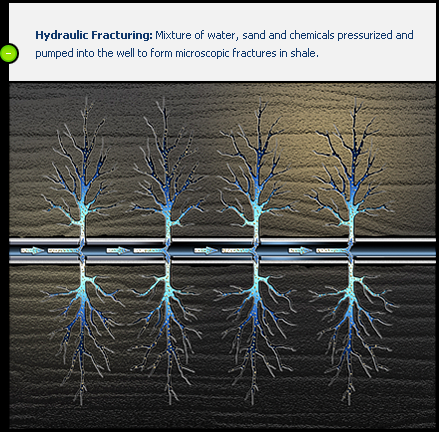 Hydraulic Fracturing: Mixture of water, sand and chemicals pressurized and
pumped into the well to form microscopic fractures in shale.